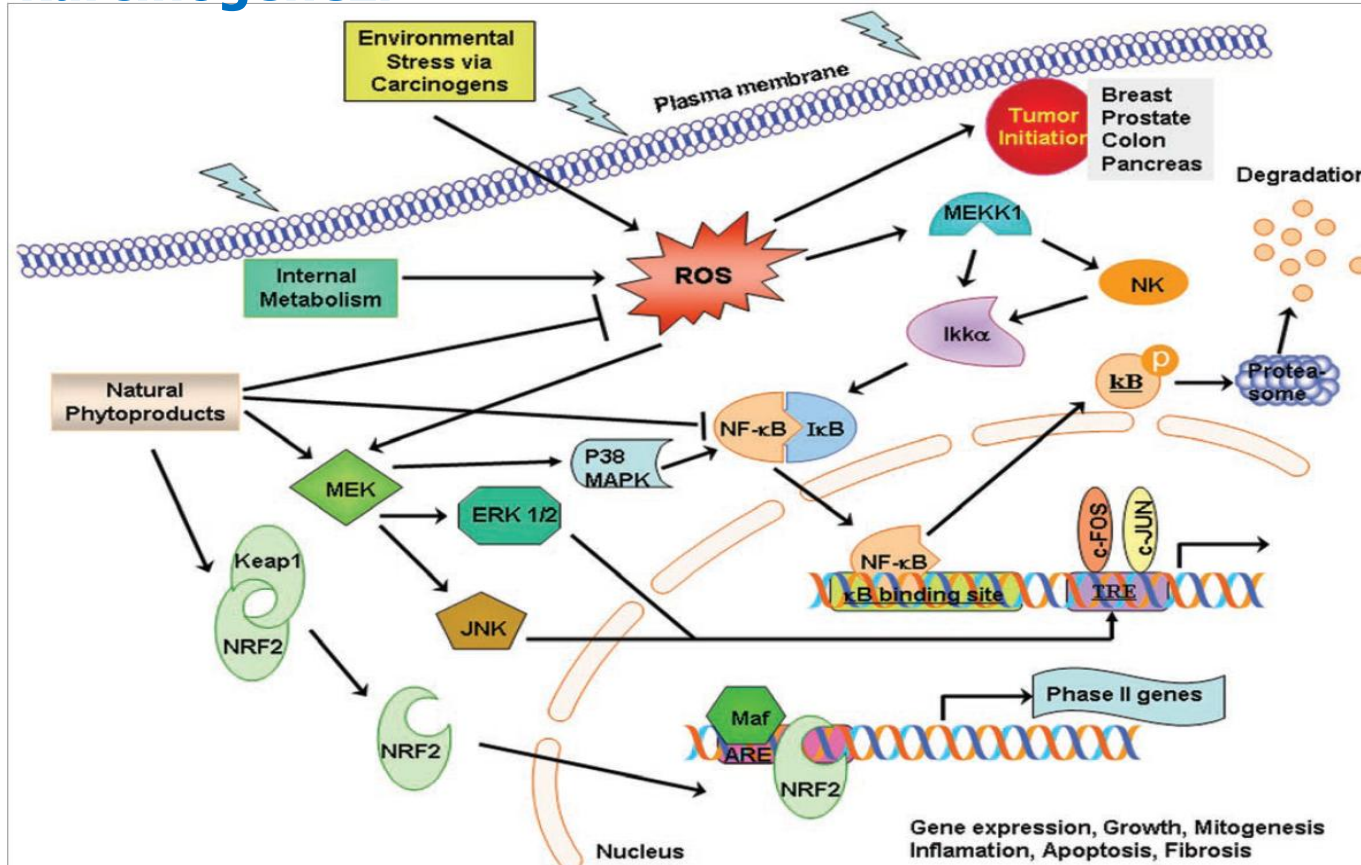 Environmental
Stress via
Carcinogens
Plasma membrane
Tumor
Initiation
Breast
Prostate
Colon
Pancreas
Degradation
MEKK1
Internal
Metabolism
ROS
NK
Ikkα
Natural
Phytoproducts
kB
P
Protea-
some
NF-κB
IκB
P38
MAPK
MEK
ERK 1/2
c-FOS
c-JUN
Keap1
NRF2
NF-κB
κB binding site
TRE
JNK
Phase II genes
Maf
ARE
NRF2
NRF2
Gene expression, Growth, Mitogenesis
Inflamation, Apoptosis, Fibrosis
Nucleus